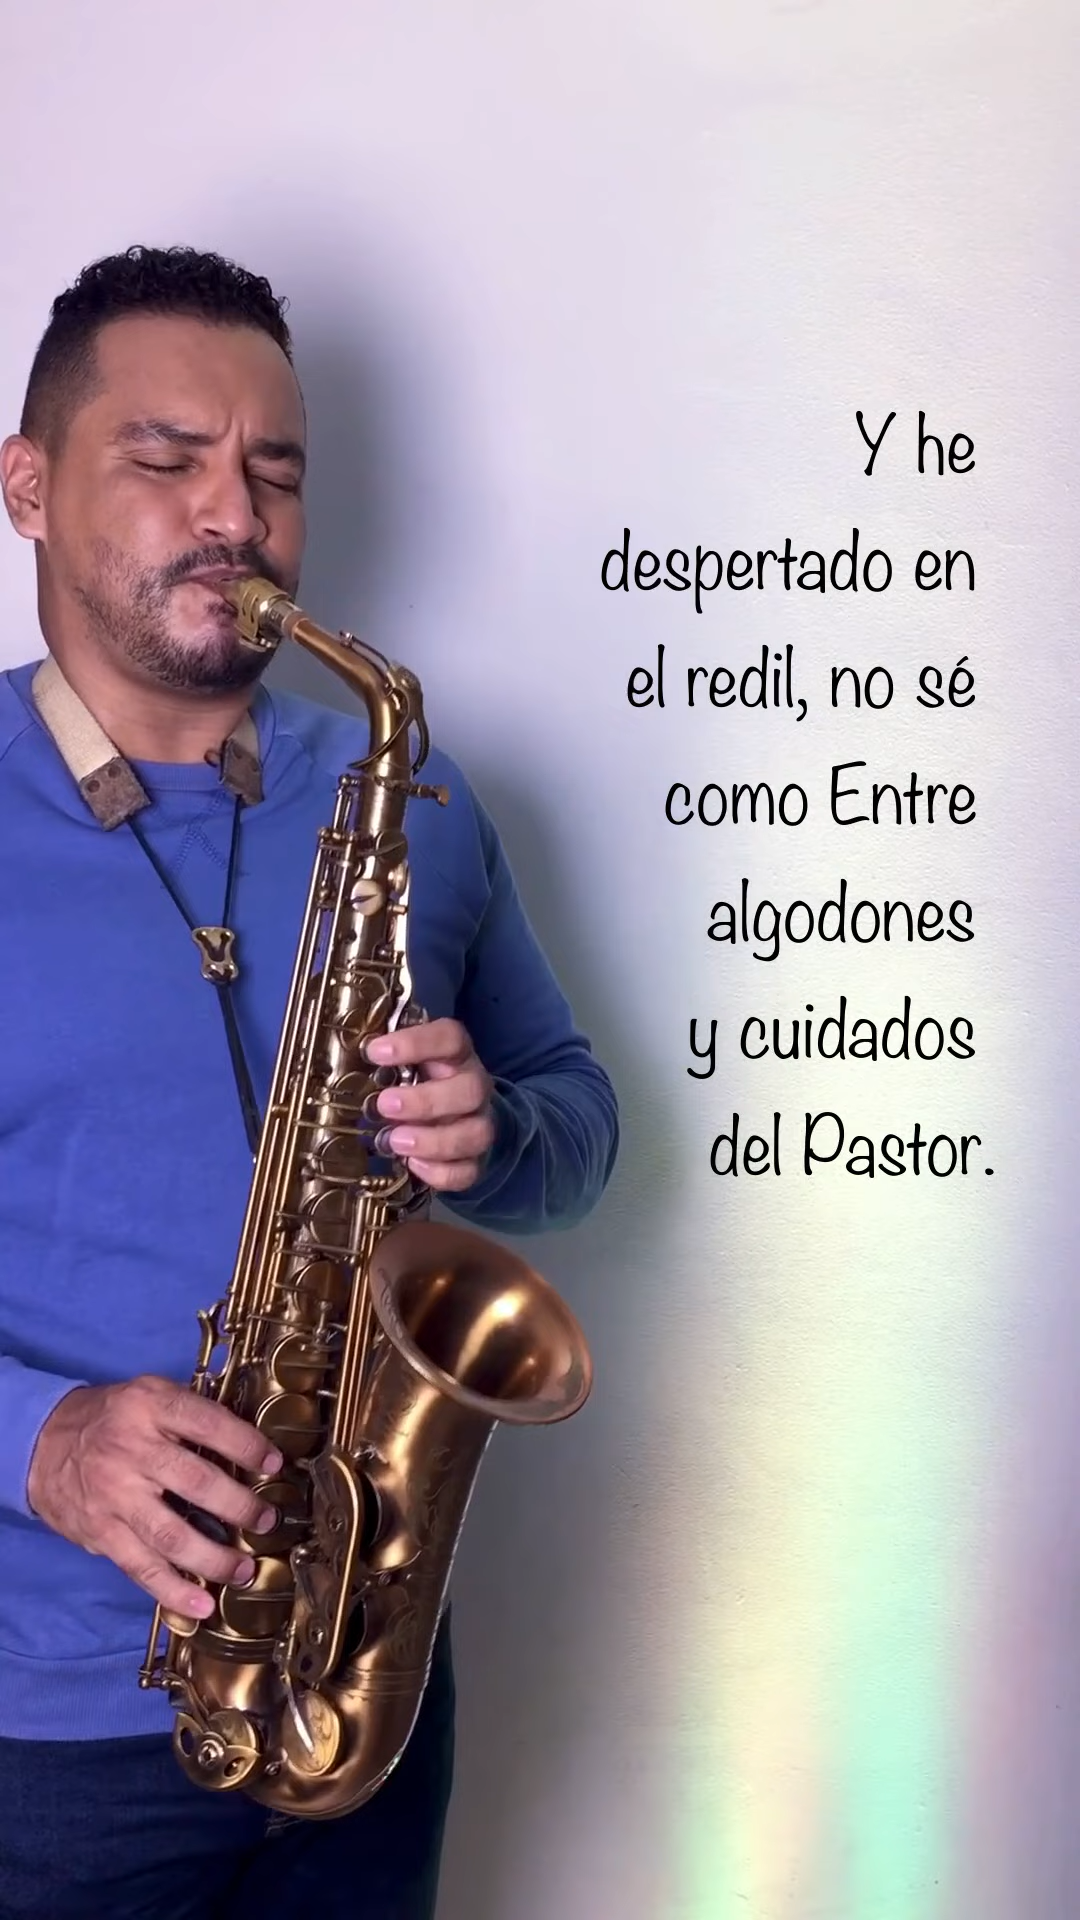 Y he
despertado en
el redil, no sé
como Entre
algodones
y cuidados
del Pastor.